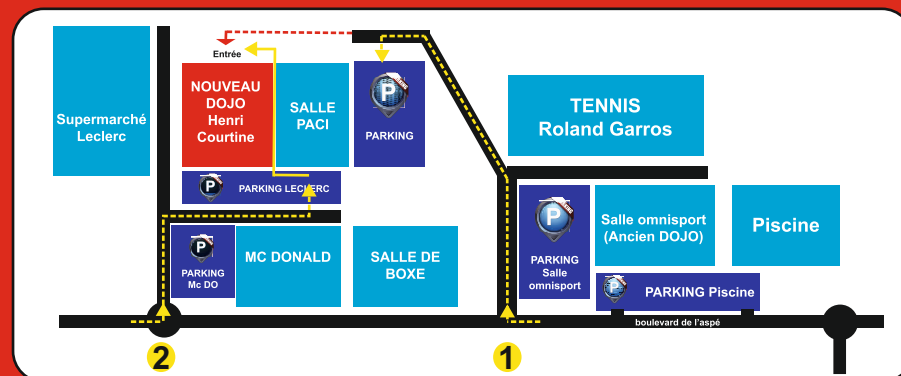 Entrée
Supermarché
Leclerc
NOUVEAU
DOJO
Henri
Courtine
SALLE
PACI
P
PARKING
TENNIS
Roland Garros
P
PARKING LECLERC
P
PARKING
Mc DO
MC DONALD
SALLE DE
BOXE
P
PARKING
Salle
omnisport
Salle omnisport
(Ancien DOJO)
Piscine
P
PARKING Piscine
boulevard de l'aspé
2
1